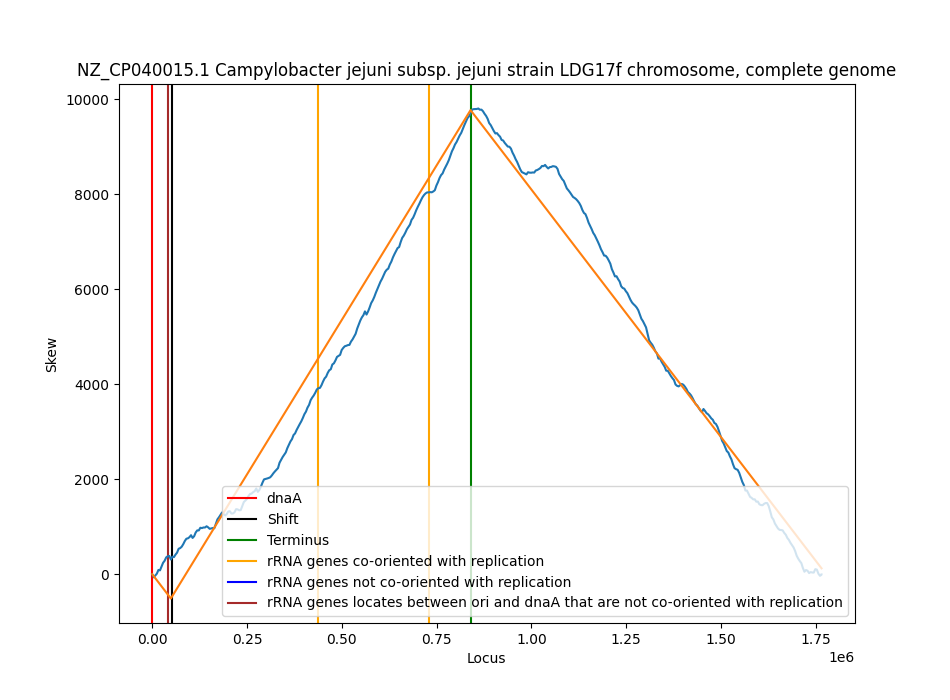 NZ_CP040015.1 Campylobacter jejuni subsp. jejuni strain LDG17f chromosome, complete genome
10000
8000
6000
4000
2000
0
Skew
dnaA
Shift
Terminus
rRNA genes co-oriented with replication
rRNA genes not co-oriented with replication
rRNA genes locates between ori and dnaA that are not co-oriented with replication
0.00 0.25 0.50 0.75 1.00 1.25 1.50 1.75
1e6
Locus